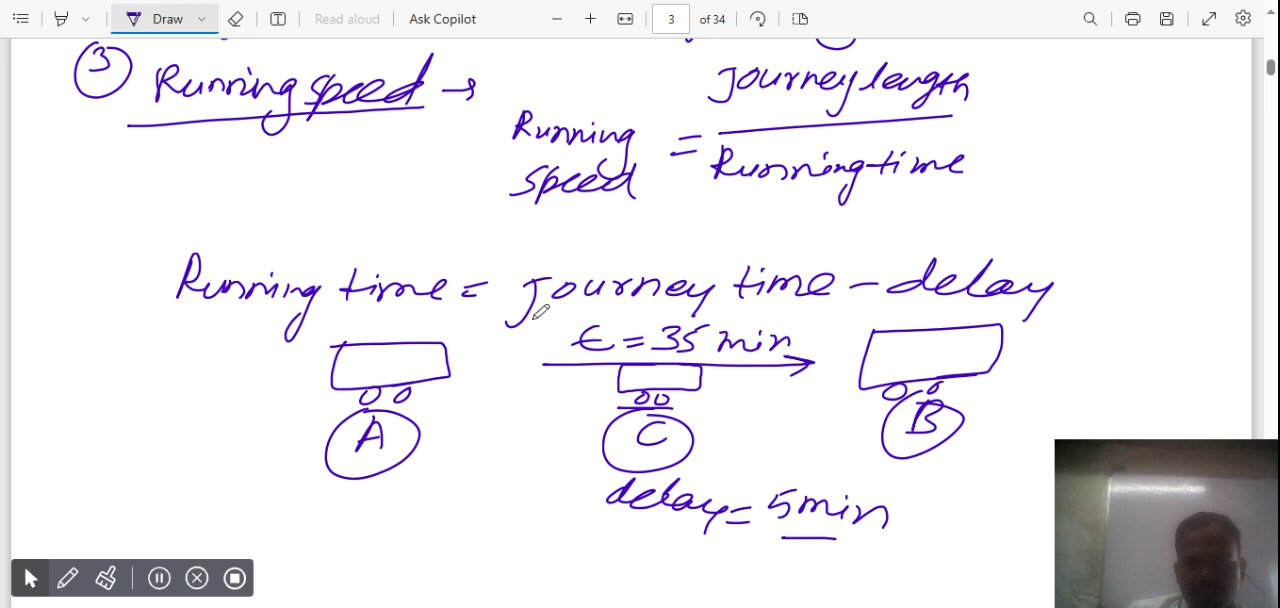 Draw
Read aloud
Ask Copilot
3 of 34
3 Running speed →
Running speed = Journey length / Running time
Running time = Journey time - delay
t = 35 min
A
C
B
delay = 5 min